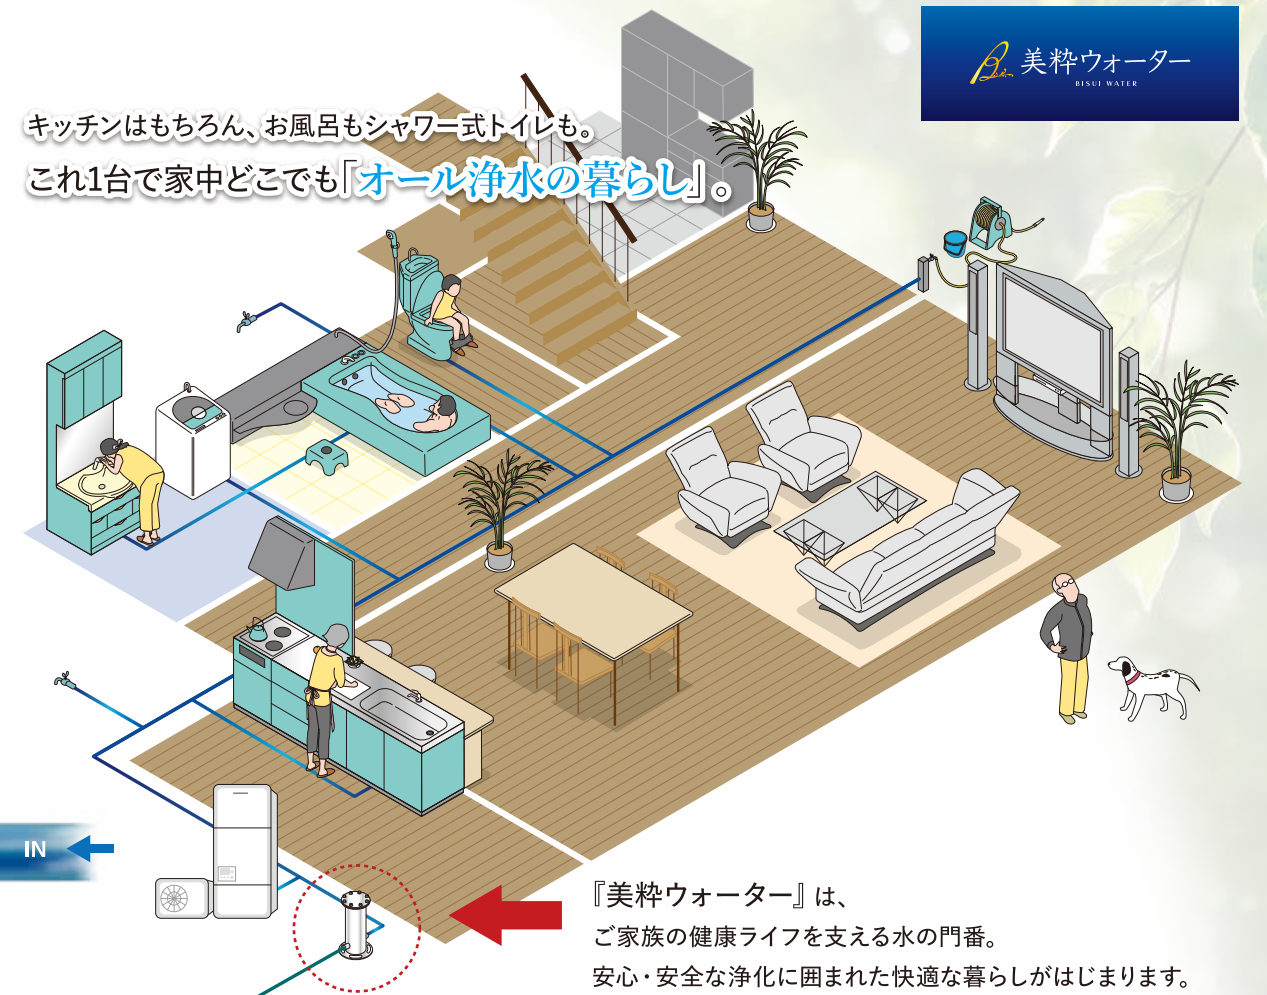 美粋ウォーター
BISUI WATER
キッチンはもちろん、お風呂もシャワー式トイレも。
これ1台で家中どこでも「オール浄水の暮らし」。
IN
『美粋ウォーター』は、
ご家族の健康ライフを支える水の門番。
安心・安全な浄化に囲まれた快適な暮らしがはじまります。